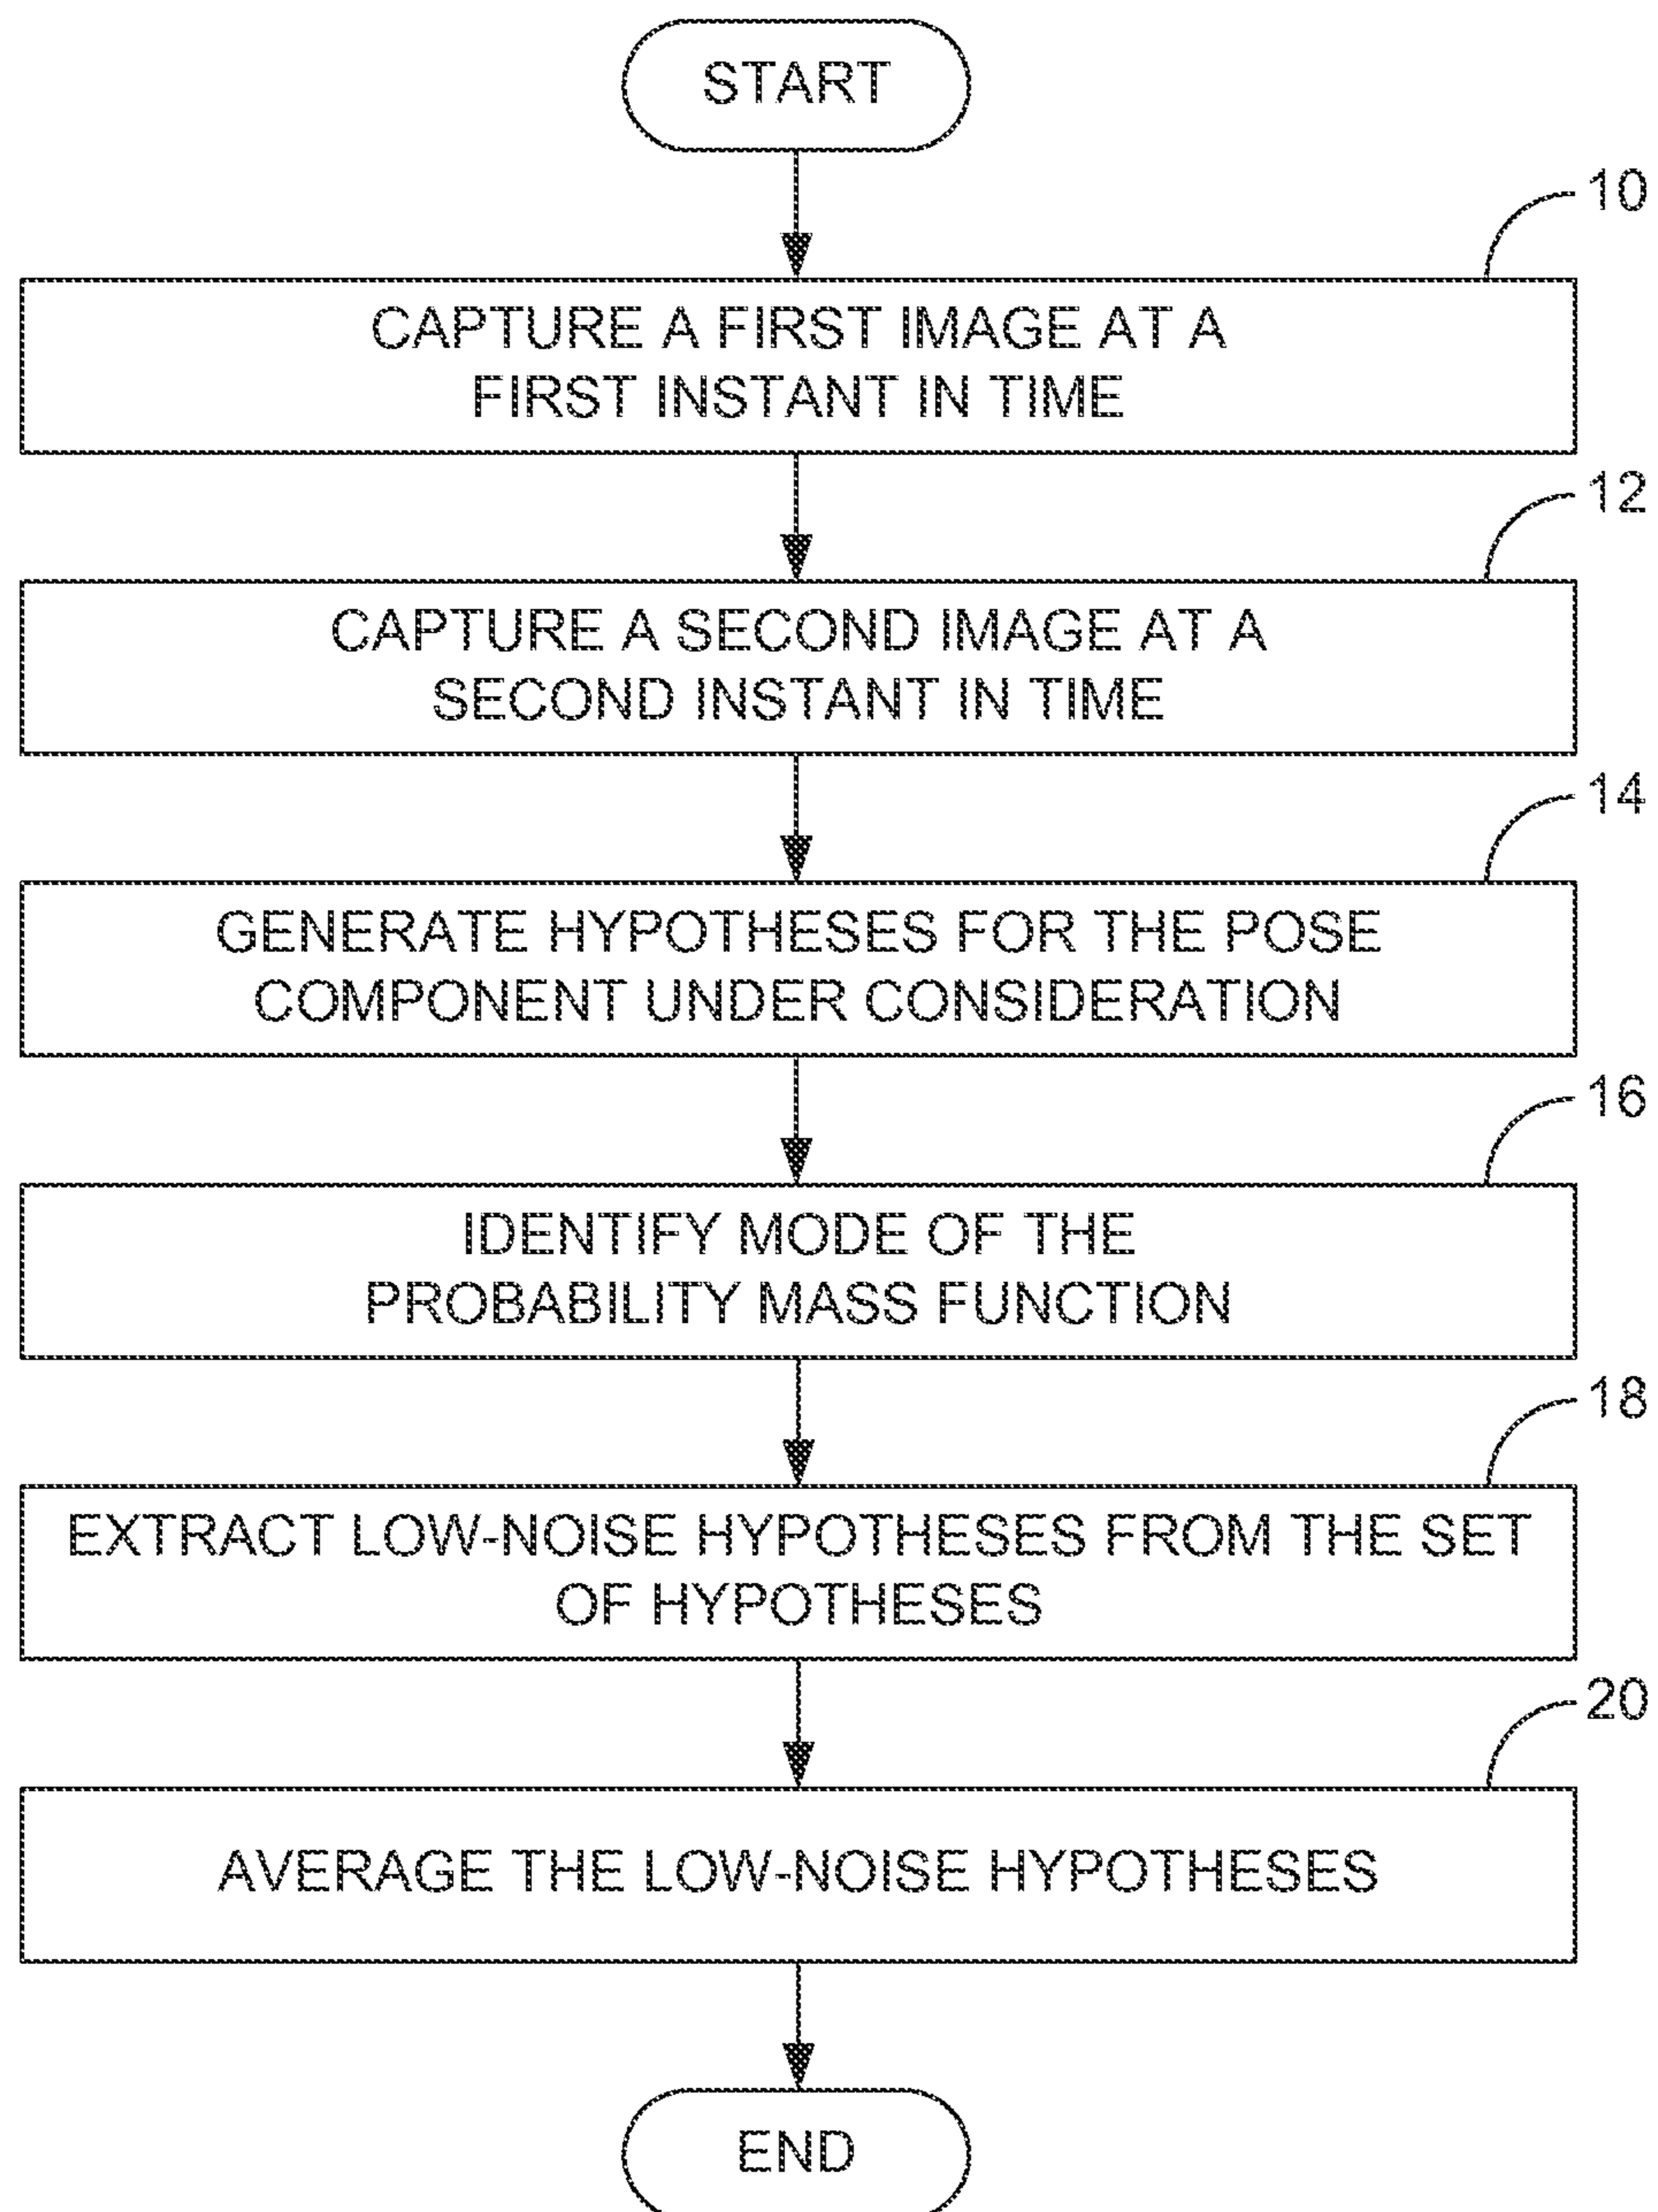 START
10
CAPTURE A FIRST IMAGE AT A
FIRST INSTANT IN TIME
12
CAPTURE A SECOND IMAGE AT A
SECOND INSTANT IN TIME
14
GENERATE HYPOTHESES FOR THE POSE
COMPONENT UNDER CONSIDERATION
16
IDENTIFY MODE OF THE
PROBABILITY MASS FUNCTION
18
EXTRACT LOW-NOISE HYPOTHESES FROM THE SET
OF HYPOTHESES
20
AVERAGE THE LOW-NOISE HYPOTHESES
END